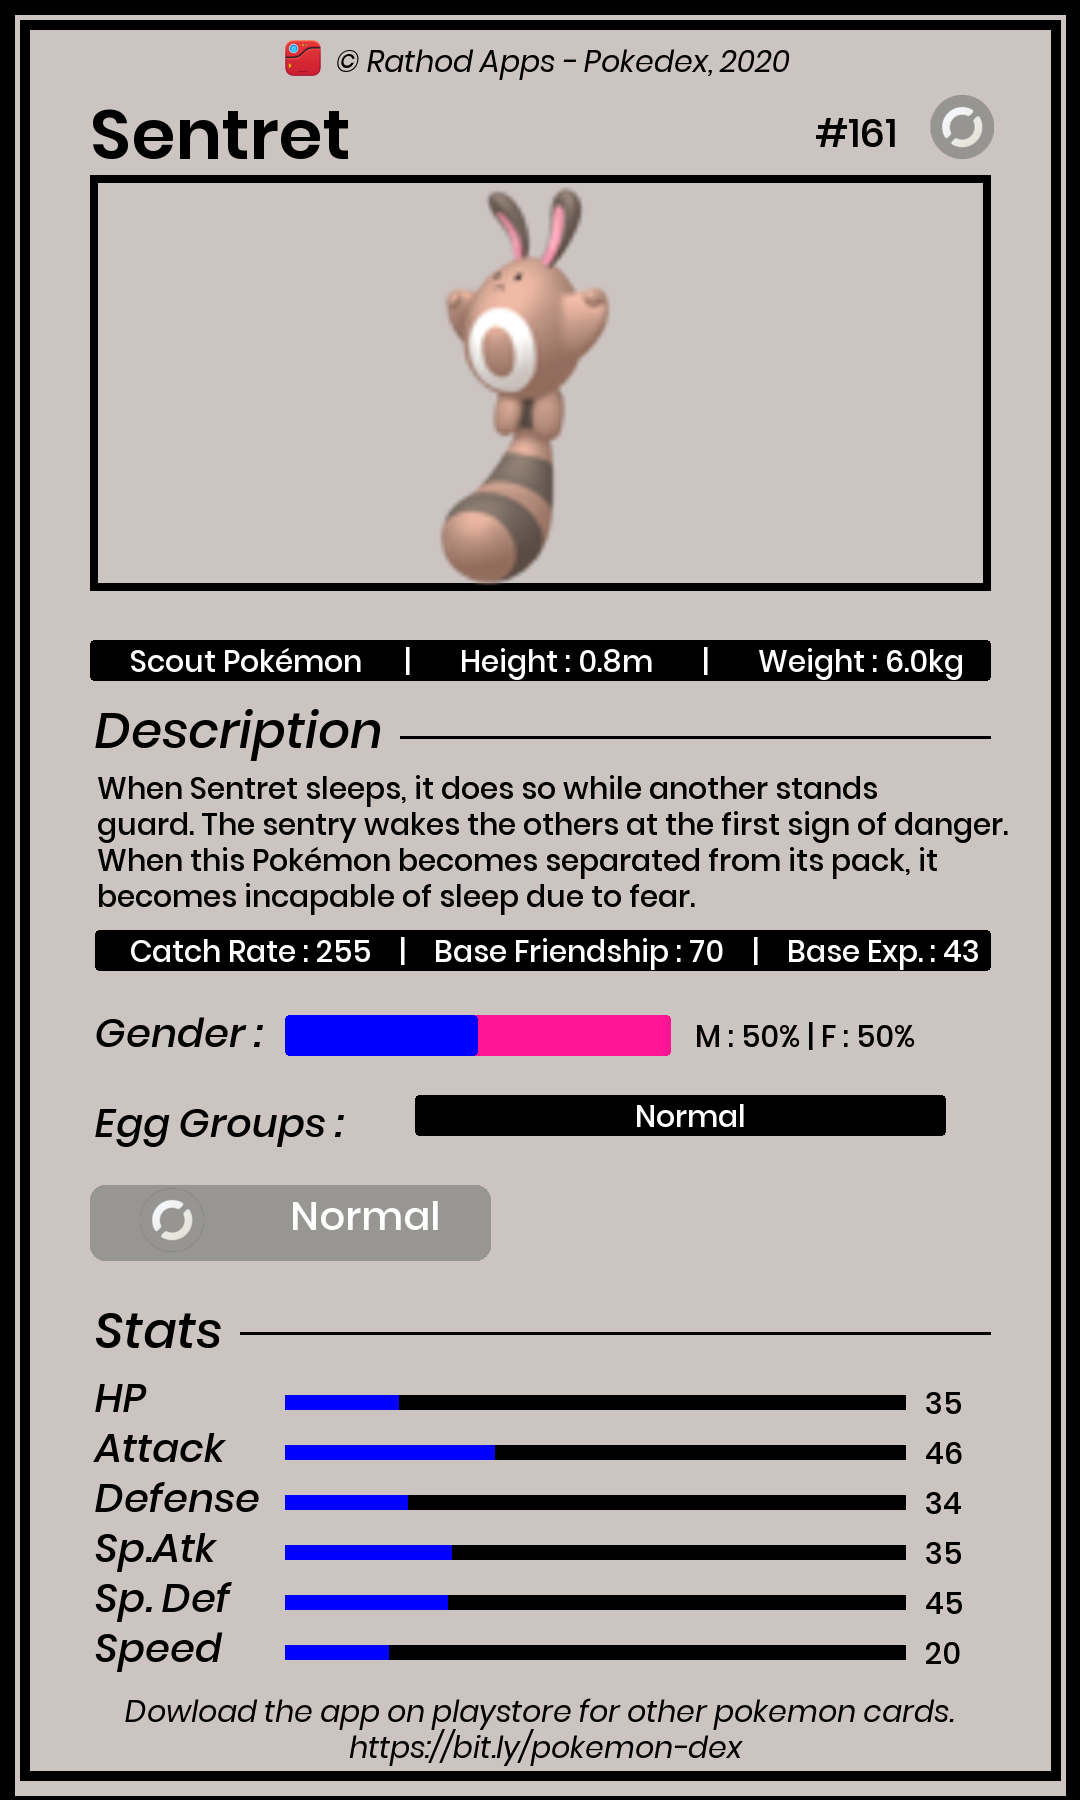 © Rathod Apps - Pokedex, 2020
Sentret #161
Scout Pokémon | Height : 0.8m | Weight : 6.0kg
Description
When Sentret sleeps, it does so while another stands
guard. The sentry wakes the others at the first sign of danger.
When this Pokémon becomes separated from its pack, it
becomes incapable of sleep due to fear.
Catch Rate : 255 | Base Friendship : 70 | Base Exp. : 43
Gender : M : 50% | F : 50%
Egg Groups : Normal
Normal
Stats
HP 35
Attack 46
Defense 34
Sp.Atk 35
Sp. Def 45
Speed 20
Dowload the app on playstore for other pokemon cards.
https://bit.ly/pokemon-dex